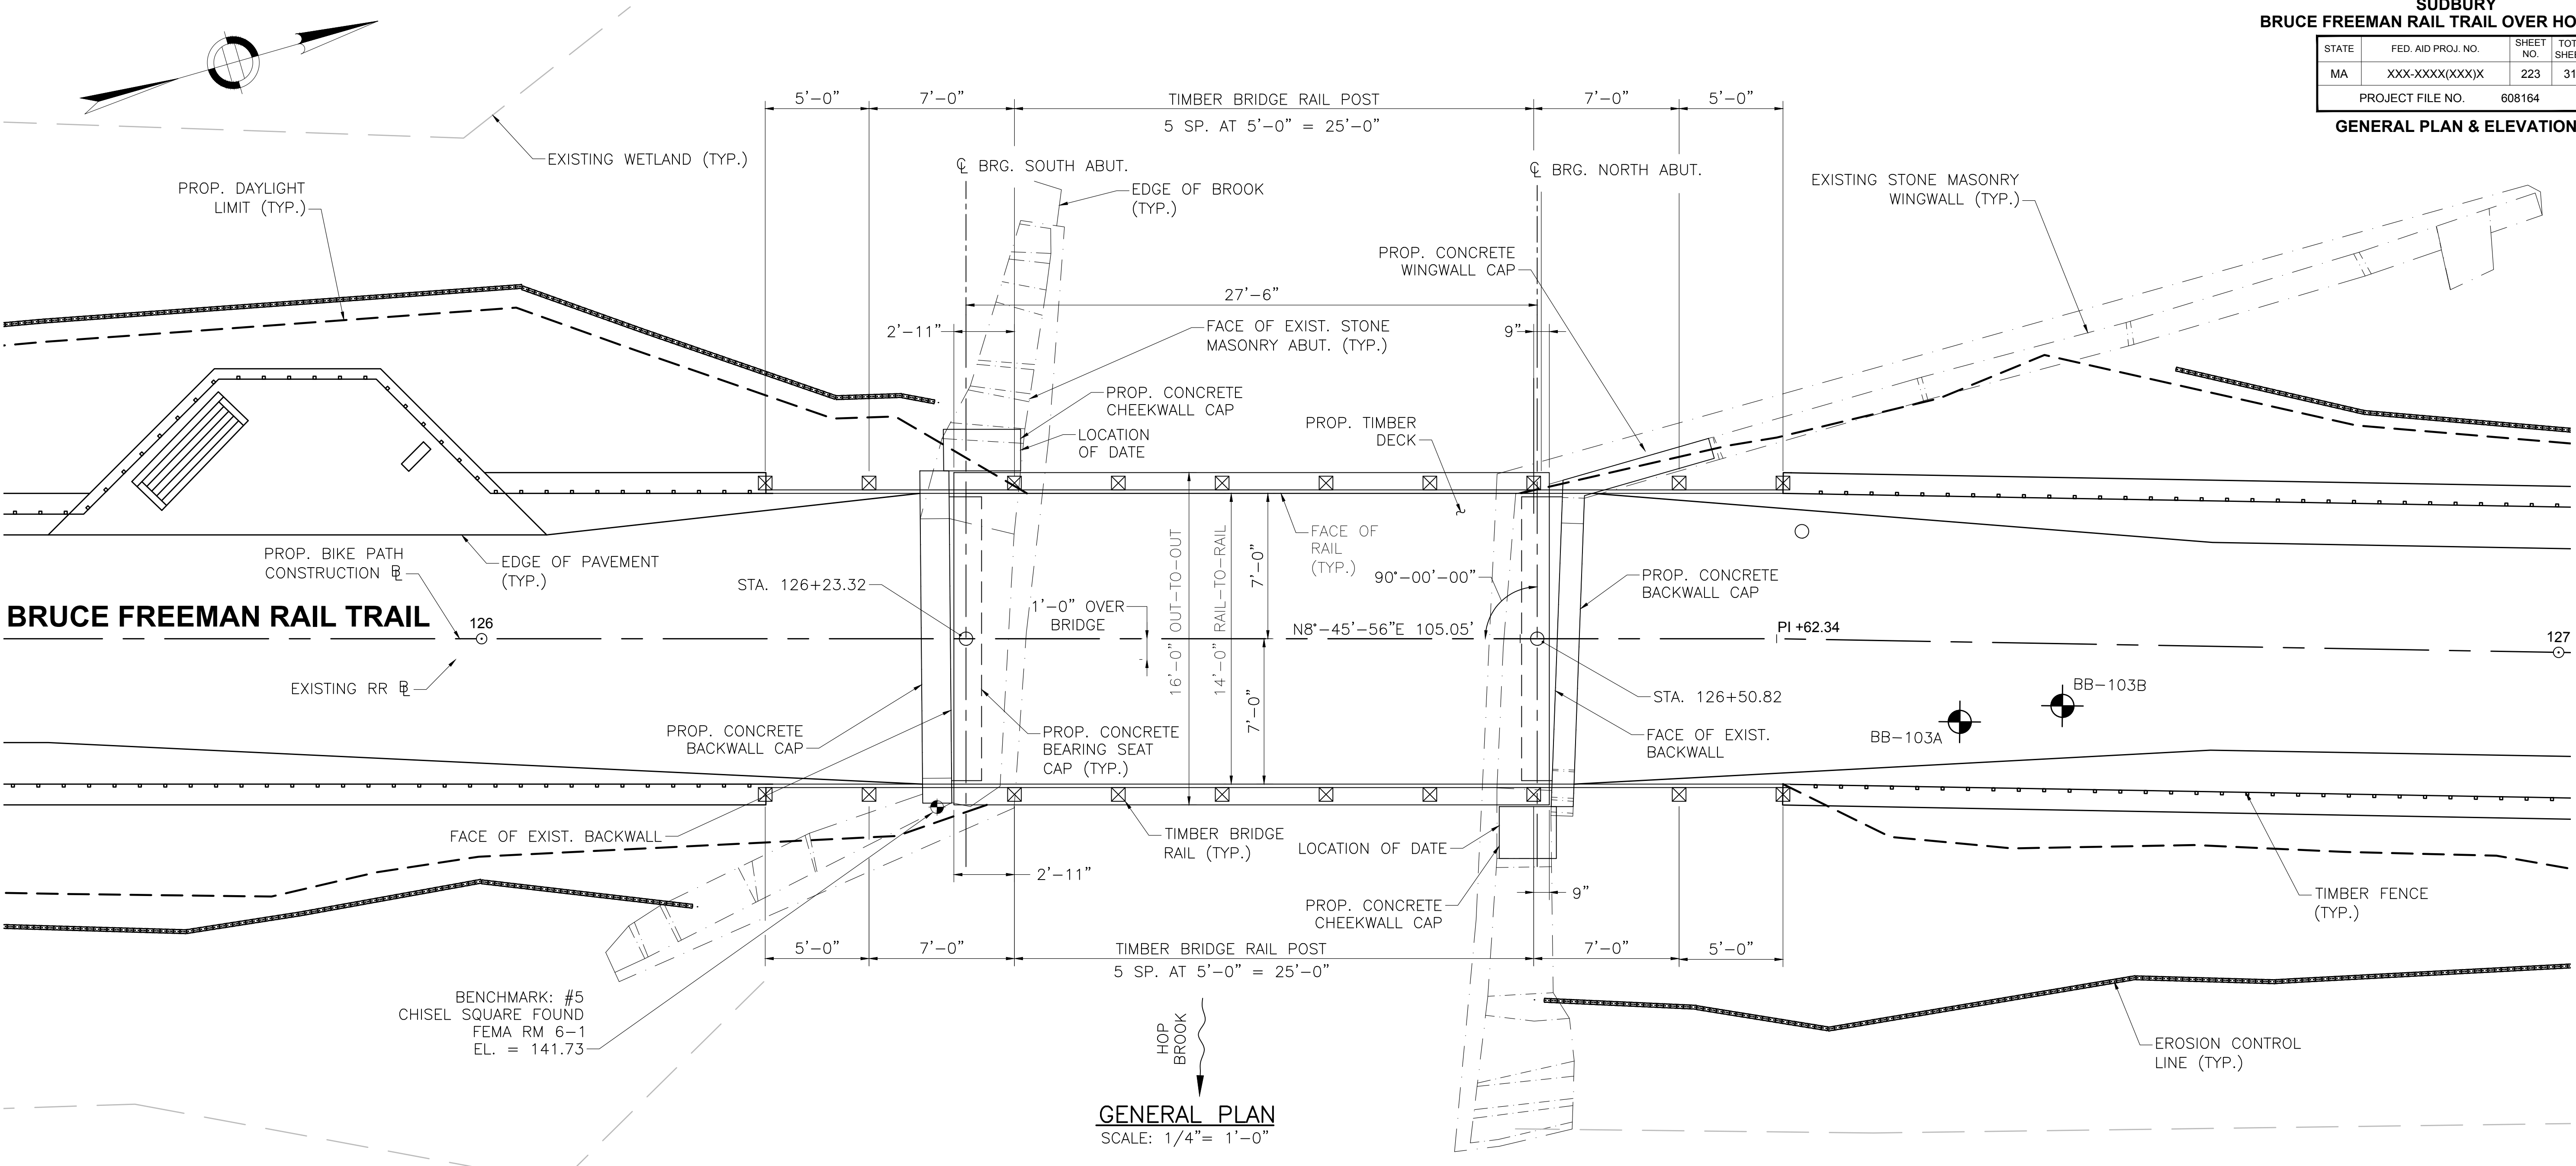 SUDBURY
BRUCE FREEMAN RAIL TRAIL OVER HO
STATE
FED. AID PROJ. NO.
SHEET
NO.
MA
XXX-XXXX(XXX)X
223
31
PROJECT FILE NO.
608164
GENERAL PLAN & ELEVATION
5'-0"
7'-0"
TIMBER BRIDGE RAIL POST
5 SP. AT 5'-0" = 25'-0"
7'-0"
5'-0"
EXISTING WETLAND (TYP.)
℄ BRG. SOUTH ABUT.
℄ BRG. NORTH ABUT.
PROP. DAYLIGHT
LIMIT (TYP.)
EDGE OF BROOK
(TYP.)
EXISTING STONE MASONRY
WINGWALL (TYP.)
PROP. CONCRETE
WINGWALL CAP
27'-6"
2'-11"
FACE OF EXIST. STONE
MASONRY ABUT. (TYP.)
9"
PROP. CONCRETE
CHEEKWALL CAP
LOCATION
OF DATE
PROP. TIMBER
DECK
FACE OF
RAIL
(TYP.)
16'-0" OUT-TO-OUT
14'-0" RAIL-TO-RAIL
7'-0"
7'-0"
90°-00'-00"
PROP. BIKE PATH
CONSTRUCTION BL
EDGE OF PAVEMENT
(TYP.)
STA. 126+23.32
1'-0" OVER
BRIDGE
PROP. CONCRETE
BACKWALL CAP
BRUCE FREEMAN RAIL TRAIL
126
N8°-45'-56"E 105.05'
PI +62.34
127
EXISTING RR BL
STA. 126+50.82
BB-103B
BB-103A
PROP. CONCRETE
BACKWALL CAP
PROP. CONCRETE
BEARING SEAT
CAP (TYP.)
FACE OF EXIST.
BACKWALL
FACE OF EXIST. BACKWALL
TIMBER BRIDGE
RAIL (TYP.)
LOCATION OF DATE
2'-11"
9"
PROP. CONCRETE
CHEEKWALL CAP
TIMBER FENCE
(TYP.)
5'-0"
7'-0"
TIMBER BRIDGE RAIL POST
5 SP. AT 5'-0" = 25'-0"
7'-0"
5'-0"
BENCHMARK: #5
CHISEL SQUARE FOUND
FEMA RM 6-1
EL. = 141.73
HOP
BROOK
EROSION CONTROL
LINE (TYP.)
GENERAL PLAN
SCALE: 1/4"= 1'-0"